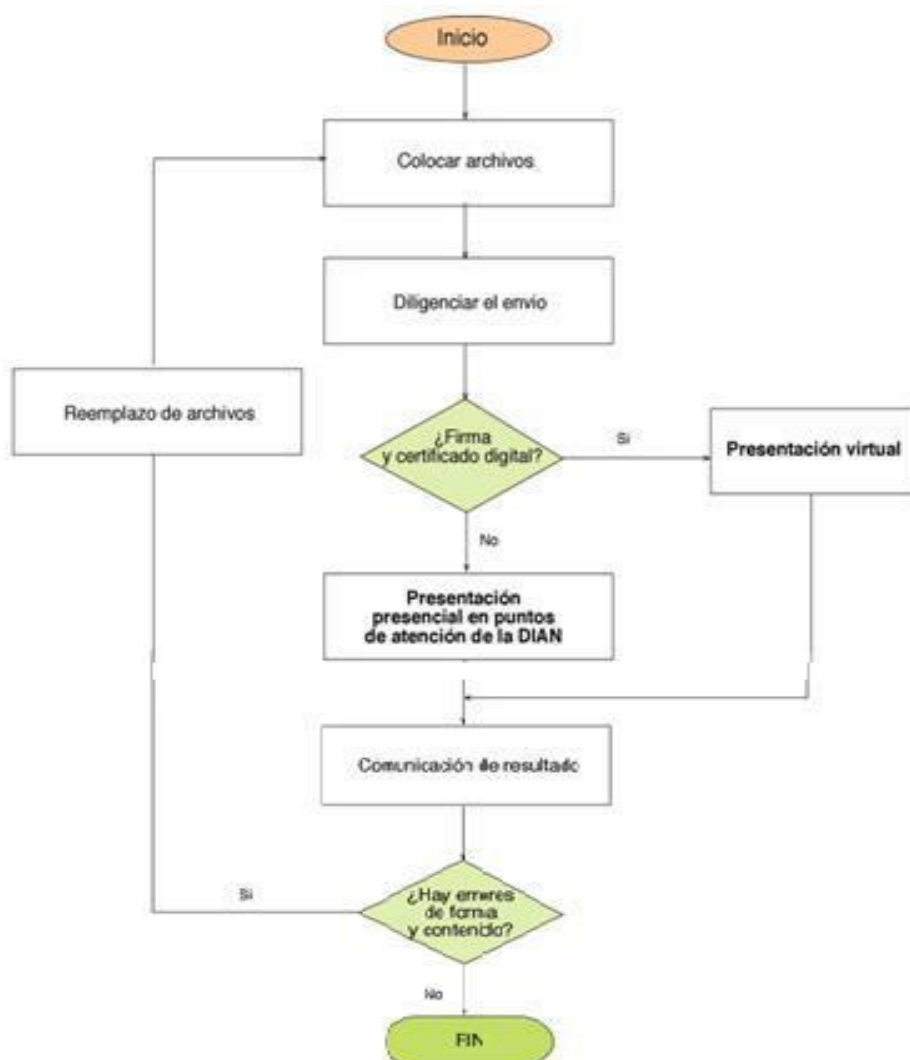 Inicio
Colocar archivos
Diligenciar el envio
Reemplazo de archivos
¿Firma
y certificado digital?
Si
Presentación virtual
No
Presentación
presencial en puntos
de atención de la DIAN
Comunicación de resultado
Si
¿Hay errores
de forma
y contenido?
No
FIN